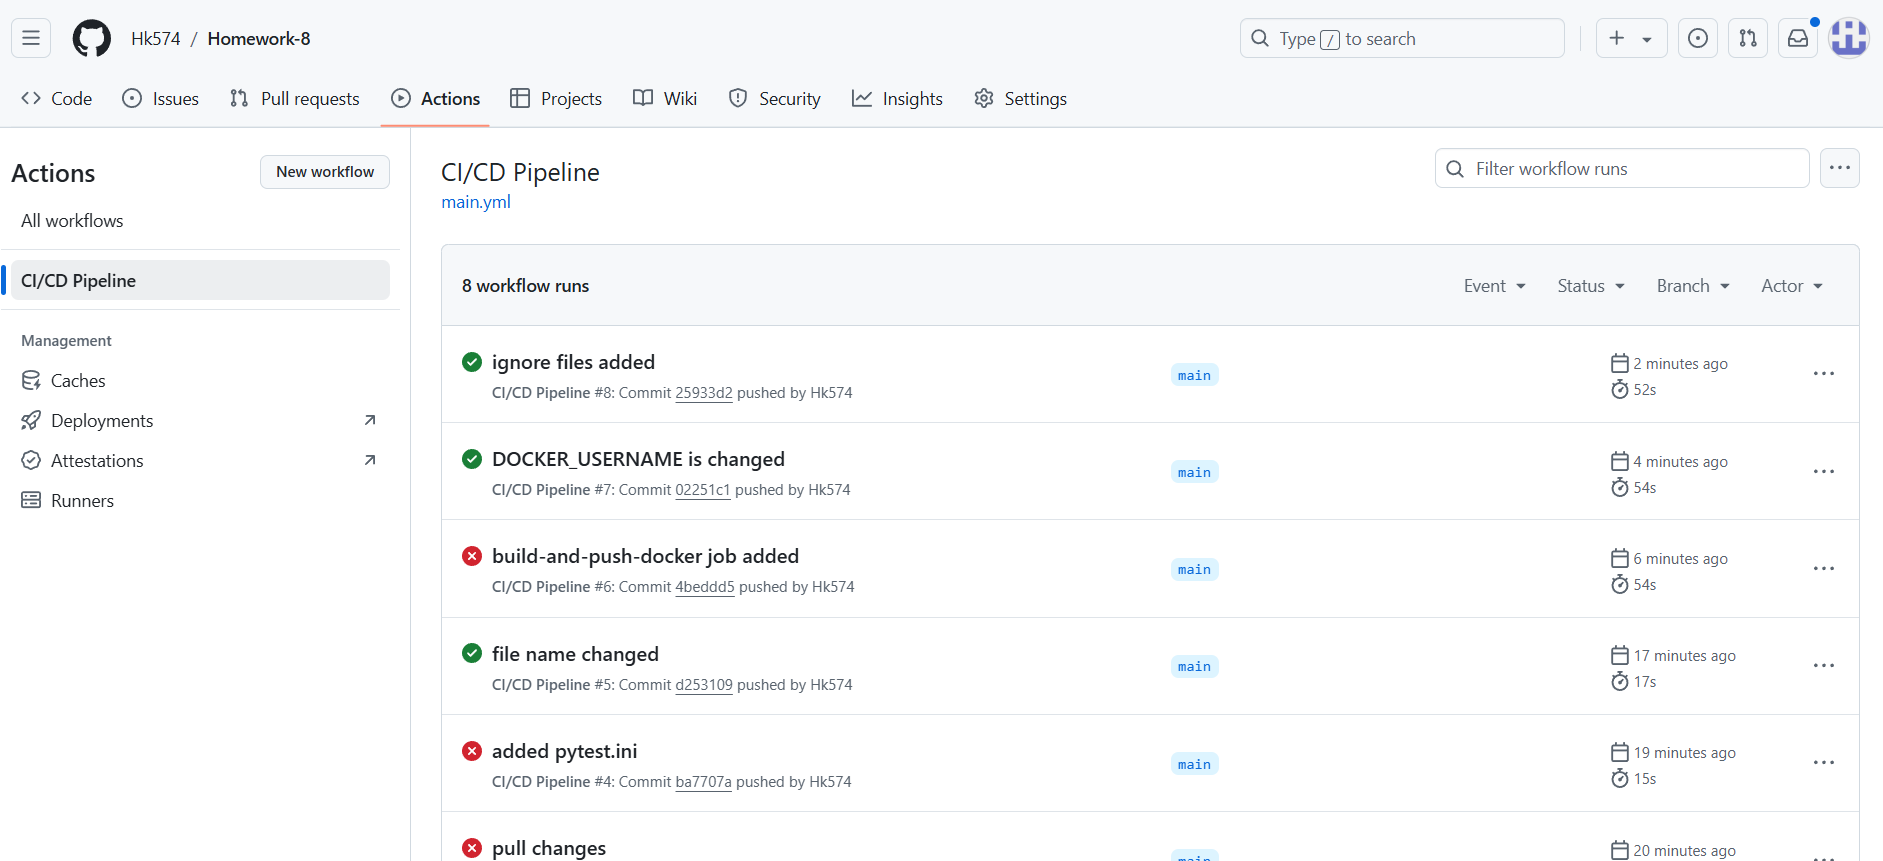 Hk574 / Homework-8
Type / to search
Code
Issues
Pull requests
Actions
Projects
Wiki
Security
Insights
Settings
Actions
New workflow
All workflows
CI/CD Pipeline
Management
Caches
Deployments
Attestations
Runners
CI/CD Pipeline
main.yml
Filter workflow runs
8 workflow runs
Event
Status
Branch
Actor
ignore files added
CI/CD Pipeline #8: Commit 25933d2 pushed by Hk574
main
2 minutes ago
52s
DOCKER_USERNAME is changed
CI/CD Pipeline #7: Commit 02251c1 pushed by Hk574
main
4 minutes ago
54s
build-and-push-docker job added
CI/CD Pipeline #6: Commit 4beddd5 pushed by Hk574
main
6 minutes ago
54s
file name changed
CI/CD Pipeline #5: Commit d253109 pushed by Hk574
main
17 minutes ago
17s
added pytest.ini
CI/CD Pipeline #4: Commit ba7707a pushed by Hk574
main
19 minutes ago
15s
pull changes
main
20 minutes ago